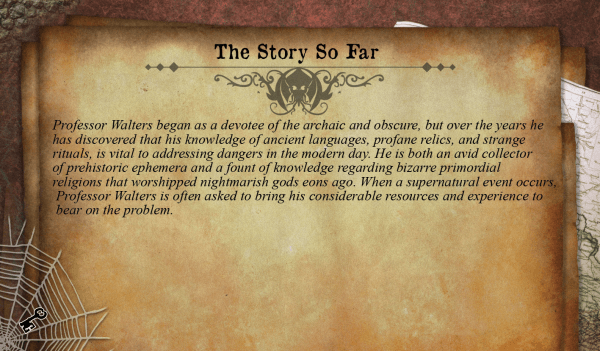 The Story So Far
Professor Walters began as a devotee of the archaic and obscure, but over the years he
has discovered that his knowledge of ancient languages, profane relics, and strange
rituals, is vital to addressing dangers in the modern day. He is both an avid collector
of prehistoric ephemera and a fount of knowledge regarding bizarre primordial
religions that worshipped nightmarish gods eons ago. When a supernatural event occurs,
Professor Walters is often asked to bring his considerable resources and experience to
bear on the problem.